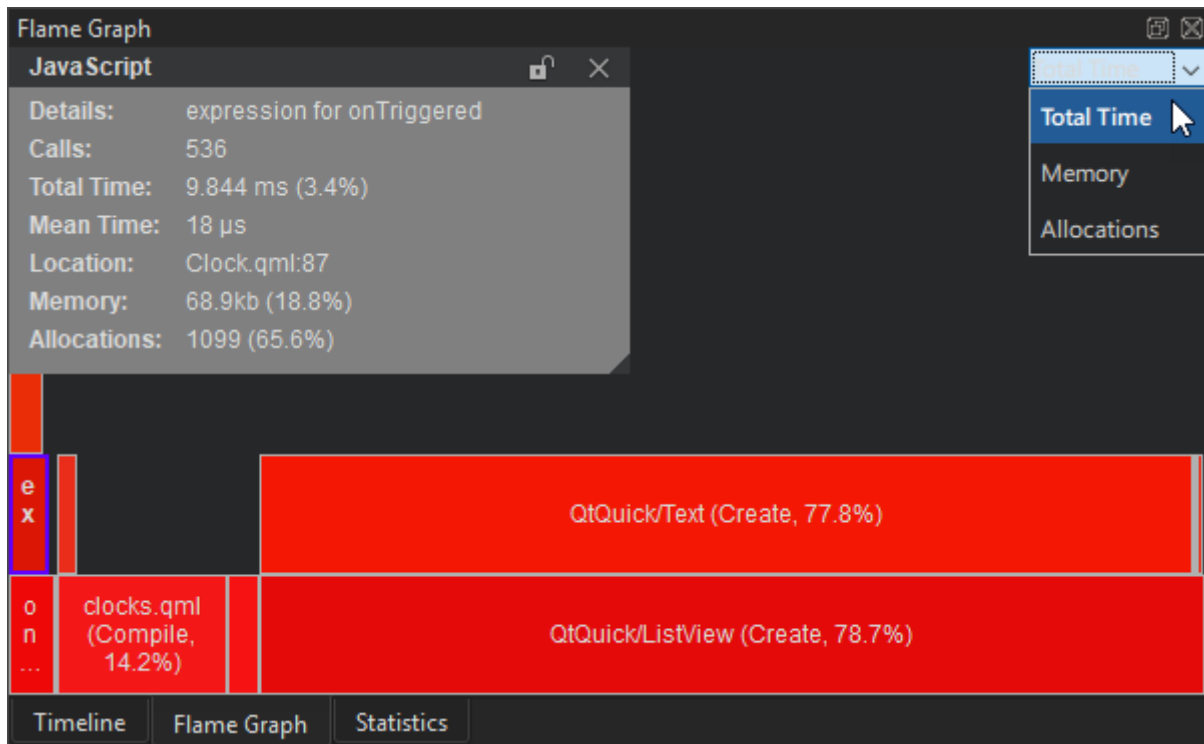 Flame Graph
JavaScript
Details: expression for onTriggered
Calls: 536
Total Time: 9.844 ms (3.4%)
Mean Time: 18 µs
Location: Clock.qml:87
Memory: 68.9kb (18.8%)
Allocations: 1099 (65.6%)
Total Time
Total Time
Memory
Allocations
e
x
QtQuick/Text (Create, 77.8%)
o
n
...
clocks.qml
(Compile,
14.2%)
QtQuick/ListView (Create, 78.7%)
Timeline Flame Graph Statistics